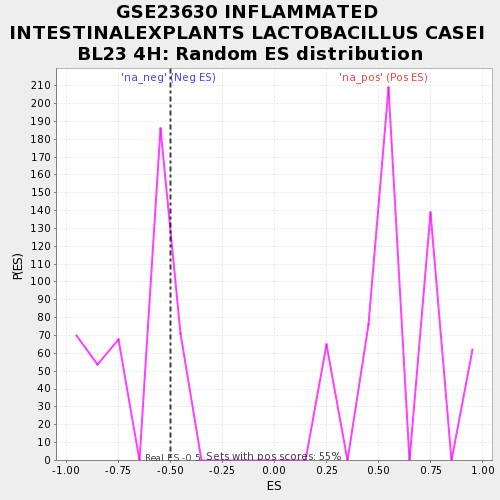 GSE23630 INFLAMMATED
INTESTINALEXPLANTS LACTOBACILLUS CASEI
BL23 4H: Random ES distribution
'na_neg' (Neg ES) 'na_pos' (Pos ES)
210
200
190
180
170
160
150
140
130
120
110
100
90
80
70
60
50
40
30
20
10
0
P(ES)
Real ES -0.5 Sets with pos scores: 55%
-1.00 -0.75 -0.50 -0.25 0.00 0.25 0.50 0.75 1.00
ES